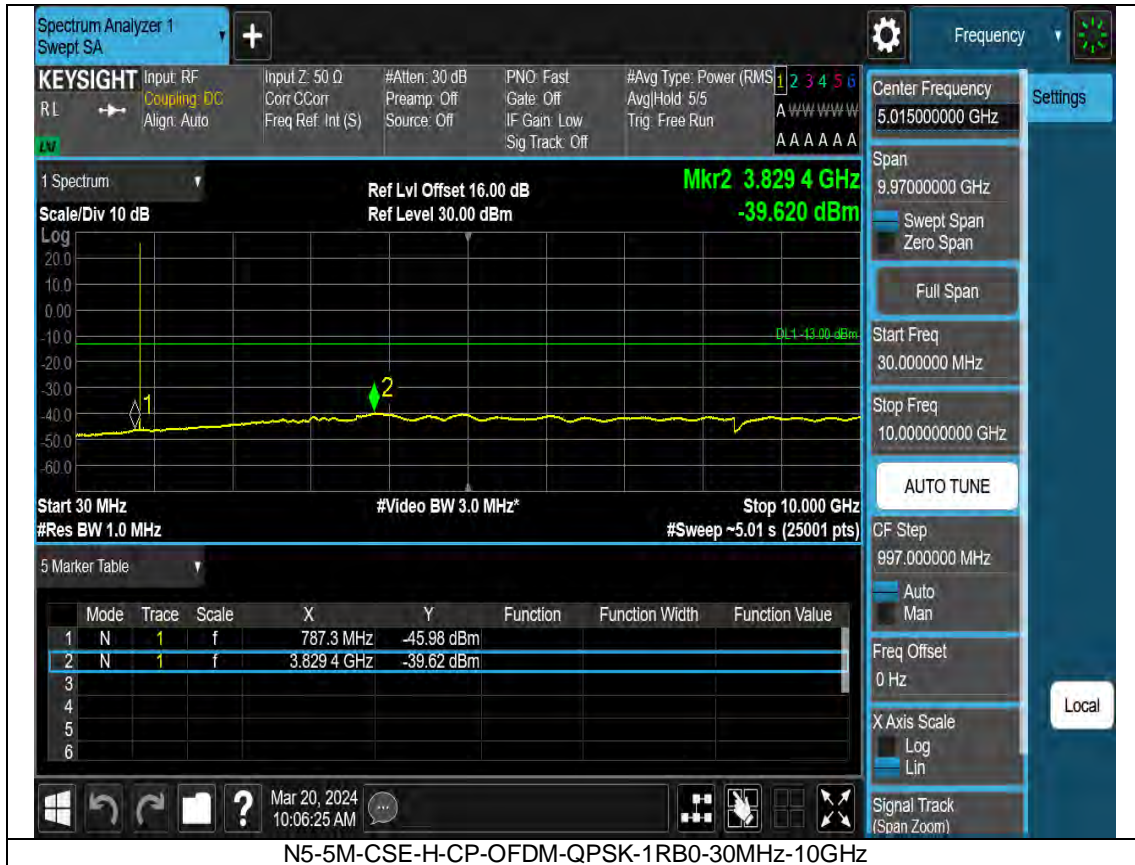 Spectrum Analyzer 1
Swept SA
+
Frequency
KEYSIGHT
Input: RF
Coupling: DC
Align: Auto
Input Z: 50 Ω
Corr CCorr
Freq Ref: Int (S)
#Atten: 30 dB
Preamp: Off
Source: Off
PNO: Fast
Gate: Off
IF Gain: Low
Sig Track: Off
#Avg Type: Power (RMS
Avg|Hold: 5/5
Trig: Free Run
1 2 3 4 5 6
A W W W W W
A A A A A A
RL
LXI
Center Frequency
5.015000000 GHz
Settings
Span
9.97000000 GHz
Swept Span
Zero Span
Full Span
Start Freq
30.000000 MHz
Stop Freq
10.000000000 GHz
AUTO TUNE
CF Step
997.000000 MHz
Auto
Man
Freq Offset
0 Hz
X Axis Scale
Log
Lin
Signal Track
(Span Zoom)
Local
1 Spectrum
Scale/Div 10 dB
Ref Lvl Offset 16.00 dB
Ref Level 30.00 dBm
Mkr2 3.829 4 GHz
-39.620 dBm
Log
20.0
10.0
0.00
-10.0
-20.0
-30.0
-40.0
-50.0
-60.0
DL1 -13.00 dBm
1
2
Start 30 MHz
#Video BW 3.0 MHz*
Stop 10.000 GHz
#Res BW 1.0 MHz
#Sweep ~5.01 s (25001 pts)
5 Marker Table
Mode Trace Scale X Y Function Function Width Function Value
1 N 1 f 787.3 MHz -45.98 dBm
2 N 1 f 3.829 4 GHz -39.62 dBm
3
4
5
6
?
Mar 20, 2024
10:06:25 AM
N5-5M-CSE-H-CP-OFDM-QPSK-1RB0-30MHz-10GHz